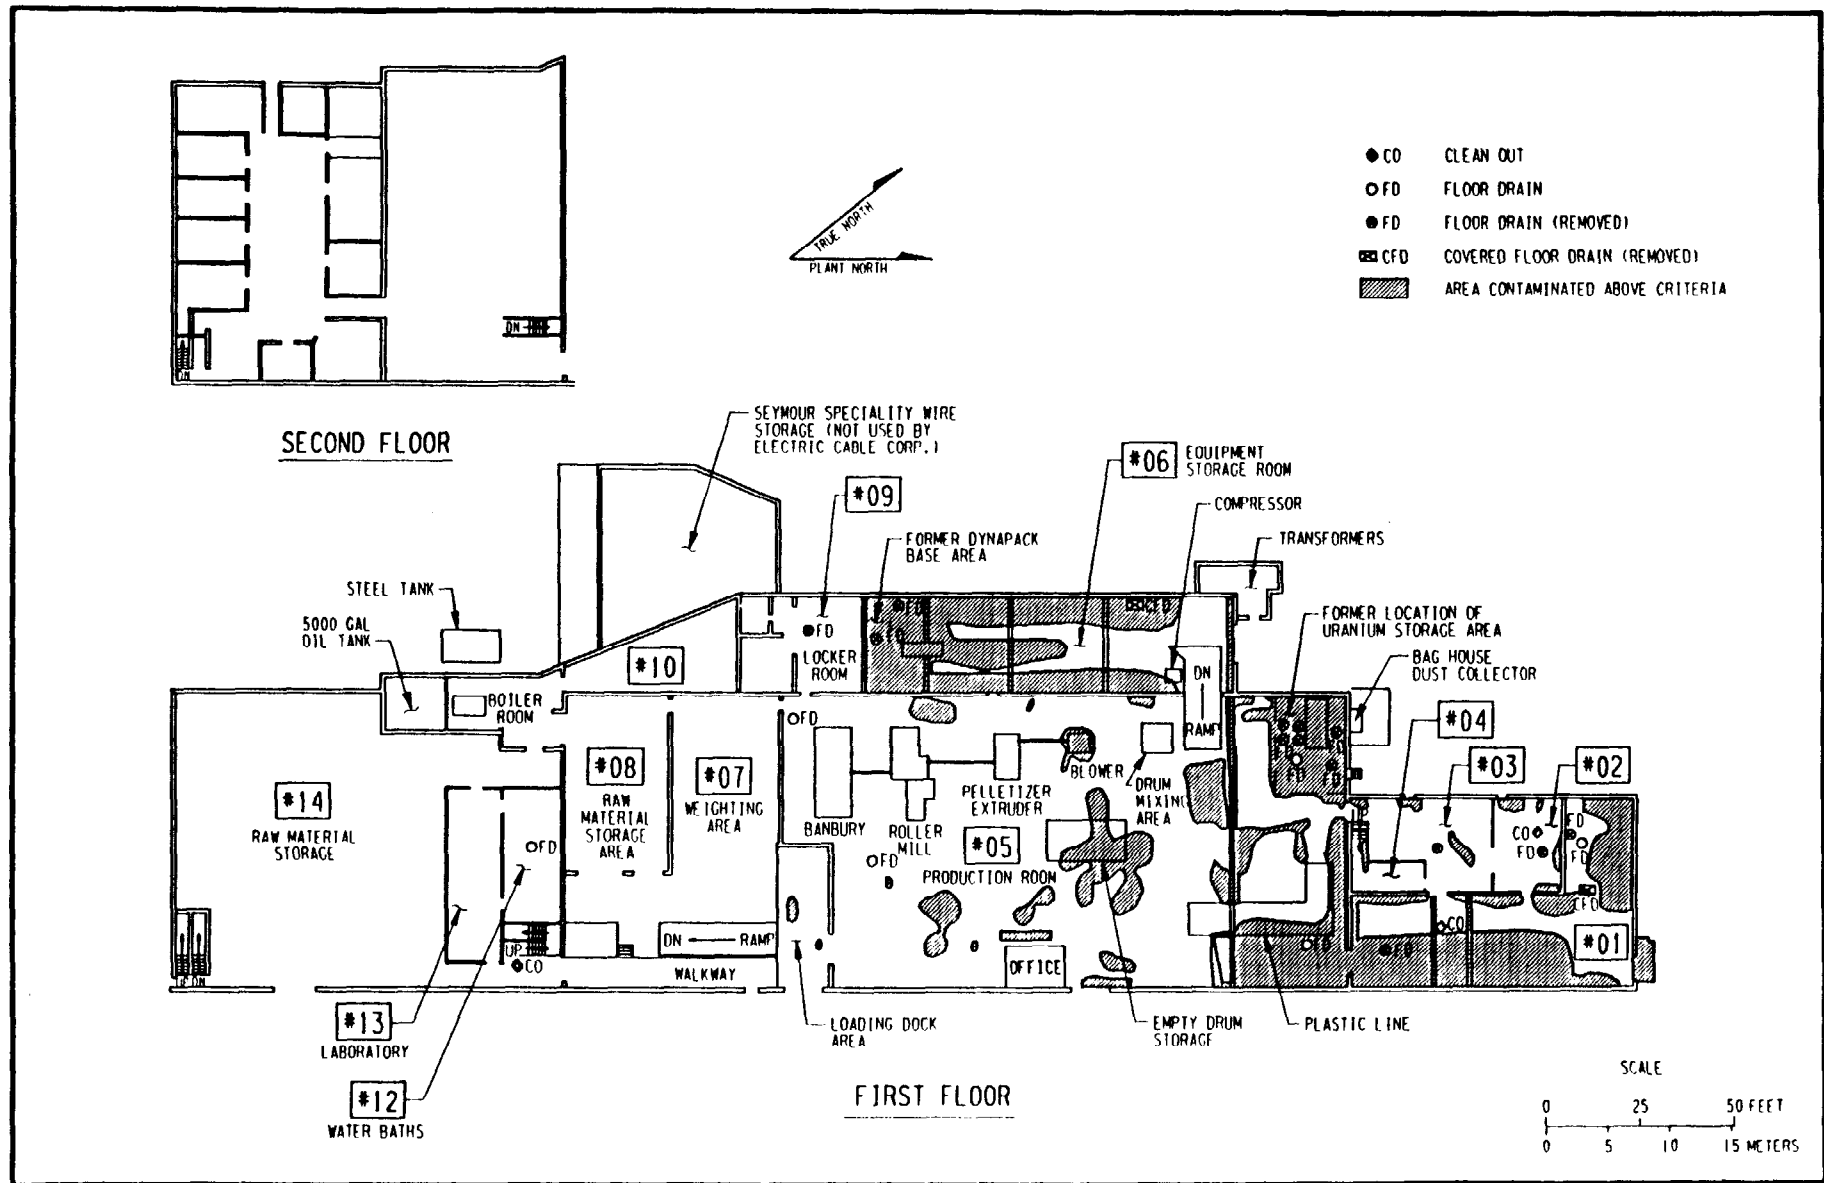 CO CLEAN OUT
FD FLOOR DRAIN
FD FLOOR DRAIN (REMOVED)
CFD COVERED FLOOR DRAIN (REMOVED)
AREA CONTAMINATED ABOVE CRITERIA
TRUE NORTH
PLANT NORTH
DN
DN
SECOND FLOOR
SEYMOUR SPECIALITY WIRE
STORAGE (NOT USED BY
ELECTRIC CABLE CORP.)
#06
EQUIPMENT
STORAGE ROOM
#09
COMPRESSOR
FORMER DYNAPACK
BASE AREA
TRANSFORMERS
STEEL TANK
5000 GAL
OIL TANK
FORMER LOCATION OF
URANIUM STORAGE AREA
BAG HOUSE
DUST COLLECTOR
FD
FD
FD
CFD
#10
LOCKER
ROOM
DN
RAMP
BOILER
ROOM
FD
#04
#03
#02
FD
FD
FD
FD
#14
RAW MATERIAL
STORAGE
#08
RAW
MATERIAL
STORAGE
AREA
#07
WEIGHTING
AREA
BANBURY
ROLLER
MILL
PELLETIZER
EXTRUDER
BLOWER
DRUM
MIXING
AREA
FD
FD
#05
PRODUCTION ROOM
CO
FD
FD
FD
CFD
CO
#01
FD
FD
UP
CO
DN
RAMP
WALKWAY
OFFICE
UP
DN
#13
LABORATORY
#12
WATER BATHS
LOADING DOCK
AREA
EMPTY DRUM
STORAGE
PLASTIC LINE
FIRST FLOOR
SCALE
0 25 50 FEET
0 5 10 15 METERS